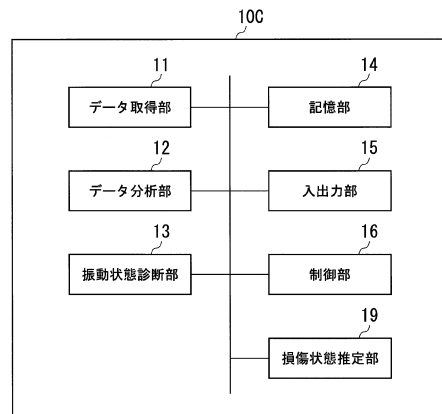 10C
11
データ取得部
14
記憶部
12
データ分析部
15
入出力部
13
振動状態診断部
16
制御部
19
損傷状態推定部